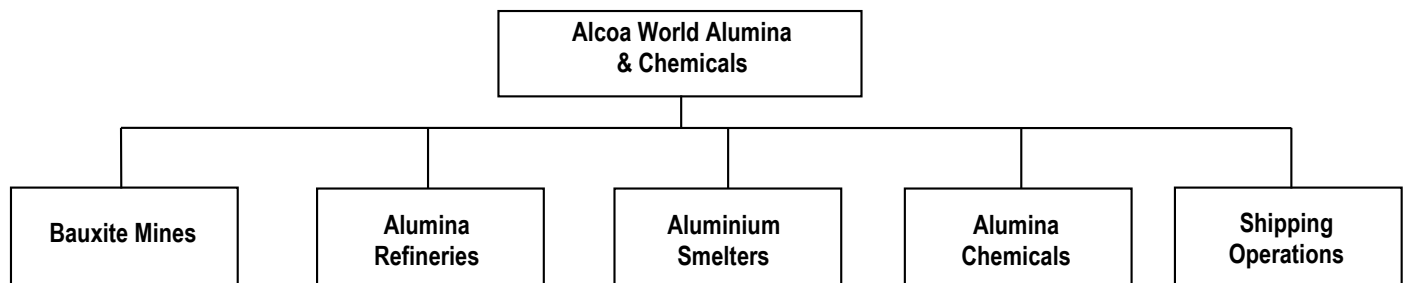 Alcoa World Alumina
& Chemicals
Bauxite Mines
Alumina
Refineries
Aluminium
Smelters
Alumina
Chemicals
Shipping
Operations